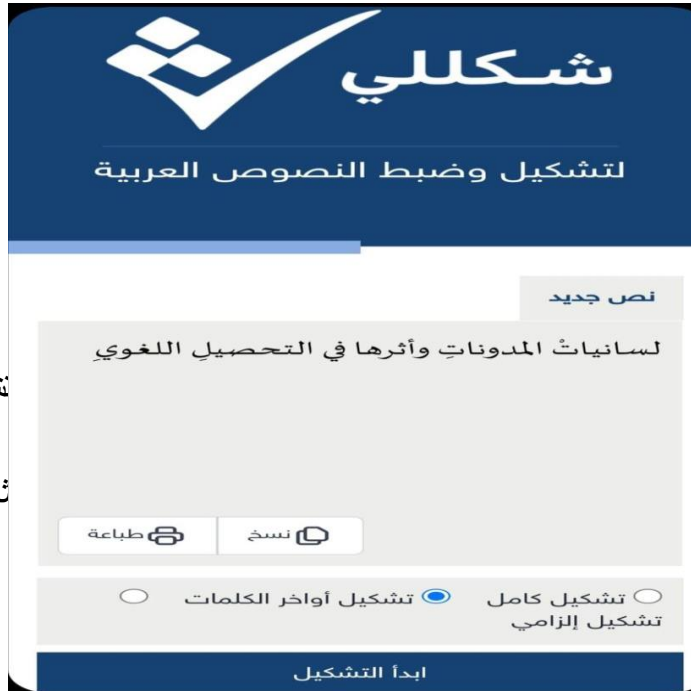 شكللي
لتشكيل وضبط النصوص العربية
نص جديد
لسانياتْ المدوناتِ وأثرها في التحصيلِ اللغويِ
نسخ طباعة
تشكيل كامل تشكيل أواخر الكلمات
تشكيل إلزامي
ابدأ التشكيل